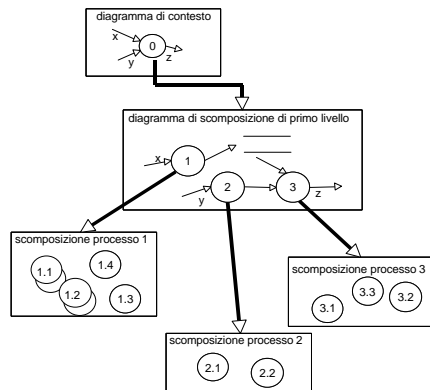 diagramma di contesto
x
0
y
z
diagramma di scomposizione di primo livello
x
1
2
3
y
z
scomposizione processo 1
1.1
1.4
1.2
1.3
scomposizione processo 3
3.3
3.2
3.1
scomposizione processo 2
2.1
2.2